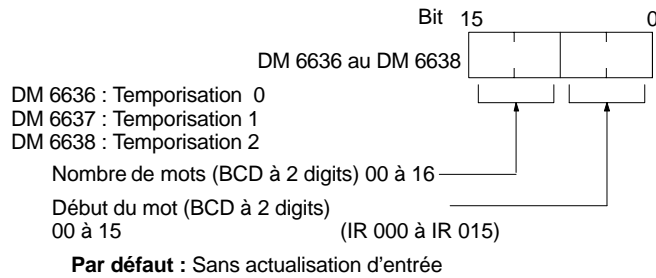 Bit 15 0
DM 6636 au DM 6638
DM 6636 : Temporisation 0
DM 6637 : Temporisation 1
DM 6638 : Temporisation 2
Nombre de mots (BCD à 2 digits) 00 à 16
Début du mot (BCD à 2 digits)
00 à 15 (IR 000 à IR 015)
Par défaut : Sans actualisation d'entrée